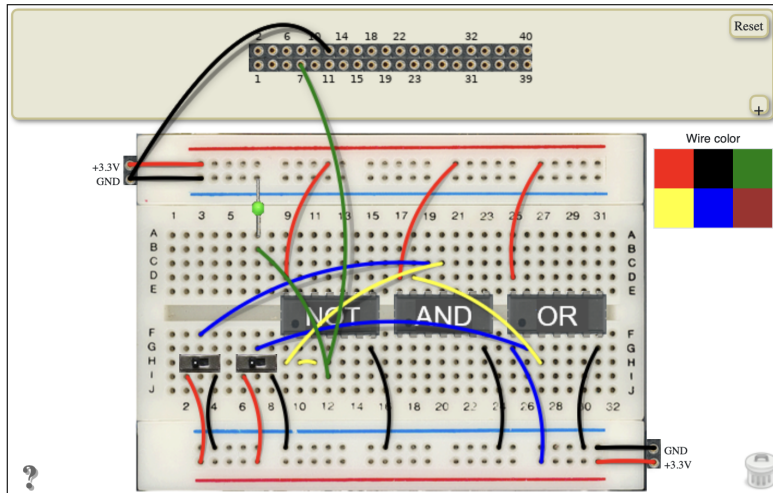 Reset
2 6 10 14 18 22 32 40
1 7 11 15 19 23 31 39
+
Wire color
+3.3V
GND
1 3 5 9 11 13 15 17 19 21 23 25 27 29 31
A A
B B
C C
D D
E E
NOT AND OR
F F
G G
H H
I I
J J
2 4 6 8 10 12 14 16 18 20 22 24 26 28 30 32
GND
+3.3V
?